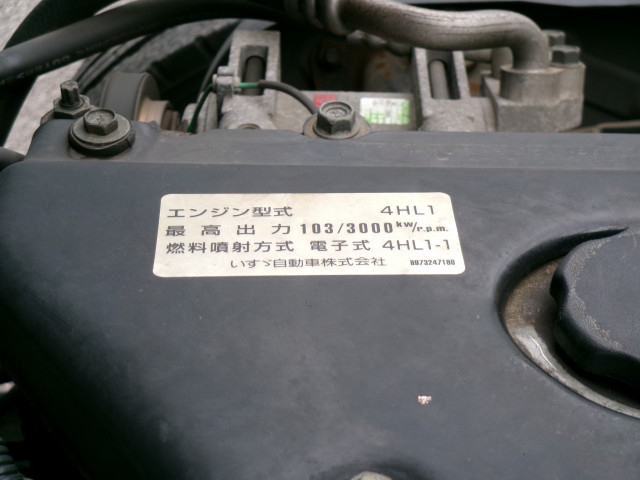 エンジン型式 4HL1
最高出力 103/3000 kw/r.p.m.
燃料噴射方式 電子式 4HL1-1
いすゞ自動車株式会社 8973247180